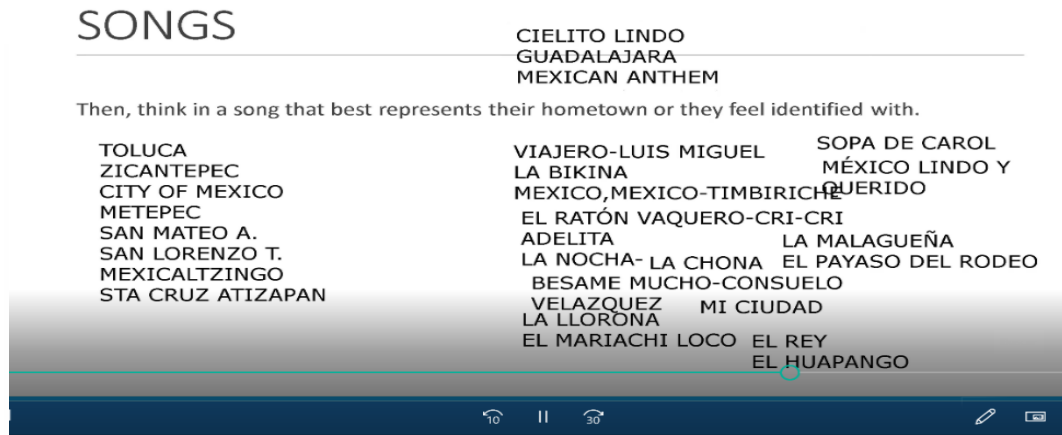 SONGS
CIELITO LINDO
GUADALAJARA
MEXICAN ANTHEM
Then, think in a song that best represents their hometown or they feel identified with.
TOLUCA
ZICANTEPEC
CITY OF MEXICO
METEPEC
SAN MATEO A.
SAN LORENZO T.
MEXICALTZINGO
STA CRUZ ATIZAPAN
VIAJERO-LUIS MIGUEL
LA BIKINA
MEXICO,MEXICO-TIMBIRICHE
EL RATÓN VAQUERO-CRI-CRI
ADELITA
LA NOCHA- LA CHONA
BESAME MUCHO-CONSUELO
VELAZQUEZ
LA LLORONA
EL MARIACHI LOCO
SOPA DE CAROL
MÉXICO LINDO Y
QUERIDO
LA MALAGUEÑA
EL PAYASO DEL RODEO
MI CIUDAD
EL REY
EL HUAPANGO
10
30